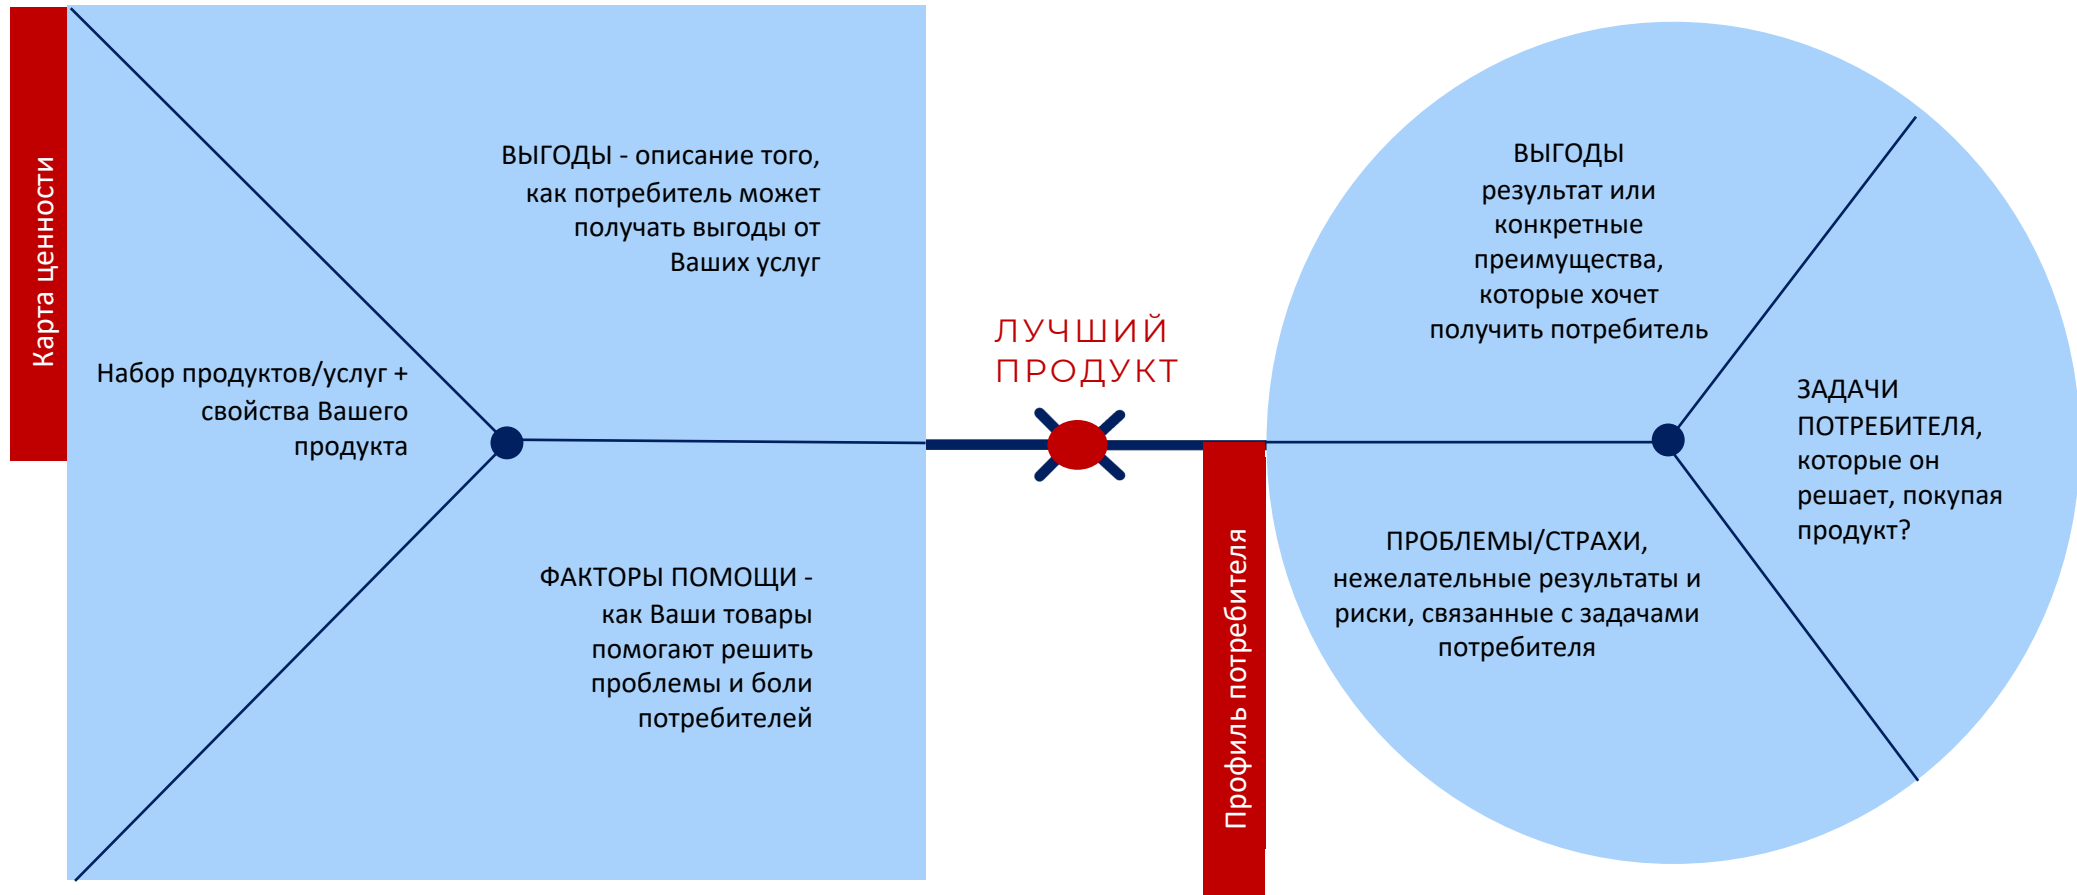 Карта ценности
ВЫГОДЫ - описание того,
как потребитель может
получать выгоды от
Ваших услуг
Набор продуктов/услуг +
свойства Вашего
продукта
ФАКТОРЫ ПОМОЩИ -
как Ваши товары
помогают решить
проблемы и боли
потребителей
ЛУЧШИЙ
ПРОДУКТ
Профиль потребителя
ВЫГОДЫ
результат или
конкретные
преимущества,
которые хочет
получить потребитель
ЗАДАЧИ
ПОТРЕБИТЕЛЯ,
которые он
решает, покупая
продукт?
ПРОБЛЕМЫ/СТРАХИ,
нежелательные результаты и
риски, связанные с задачами
потребителя